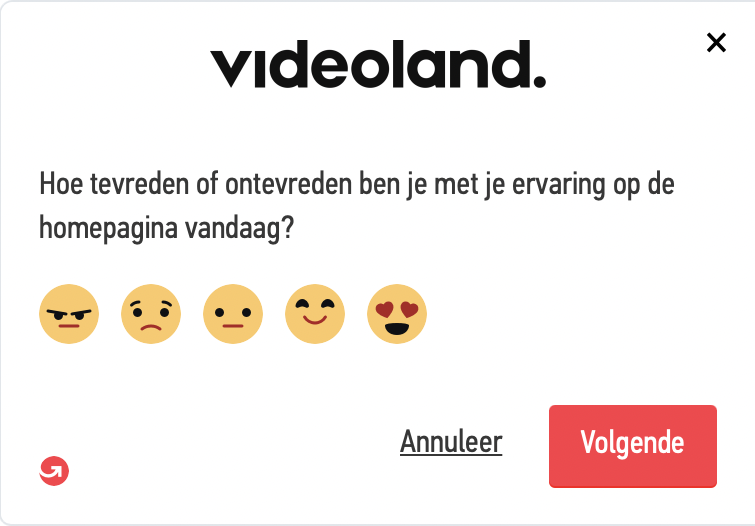 videoland.
Hoe tevreden of ontevreden ben je met je ervaring op de
homepagina vandaag?
Annuleer
Volgende